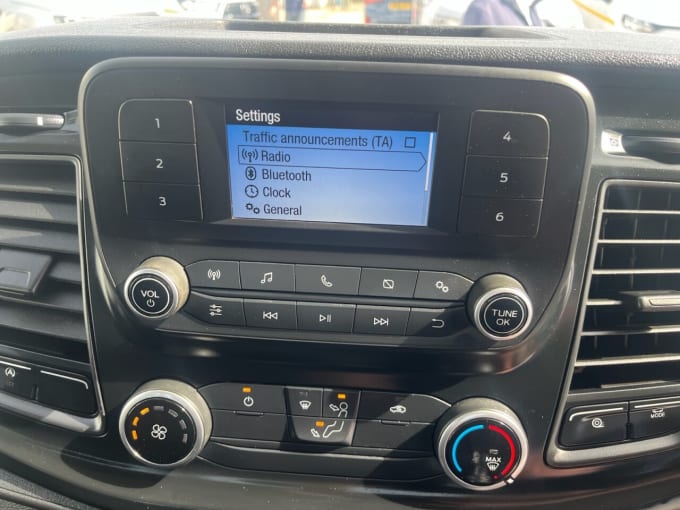 Settings
Traffic announcements (TA)
Radio
Bluetooth
Clock
General
1
2
3
4
5
6
VOL
TUNE
OK
MAX
A
MODE